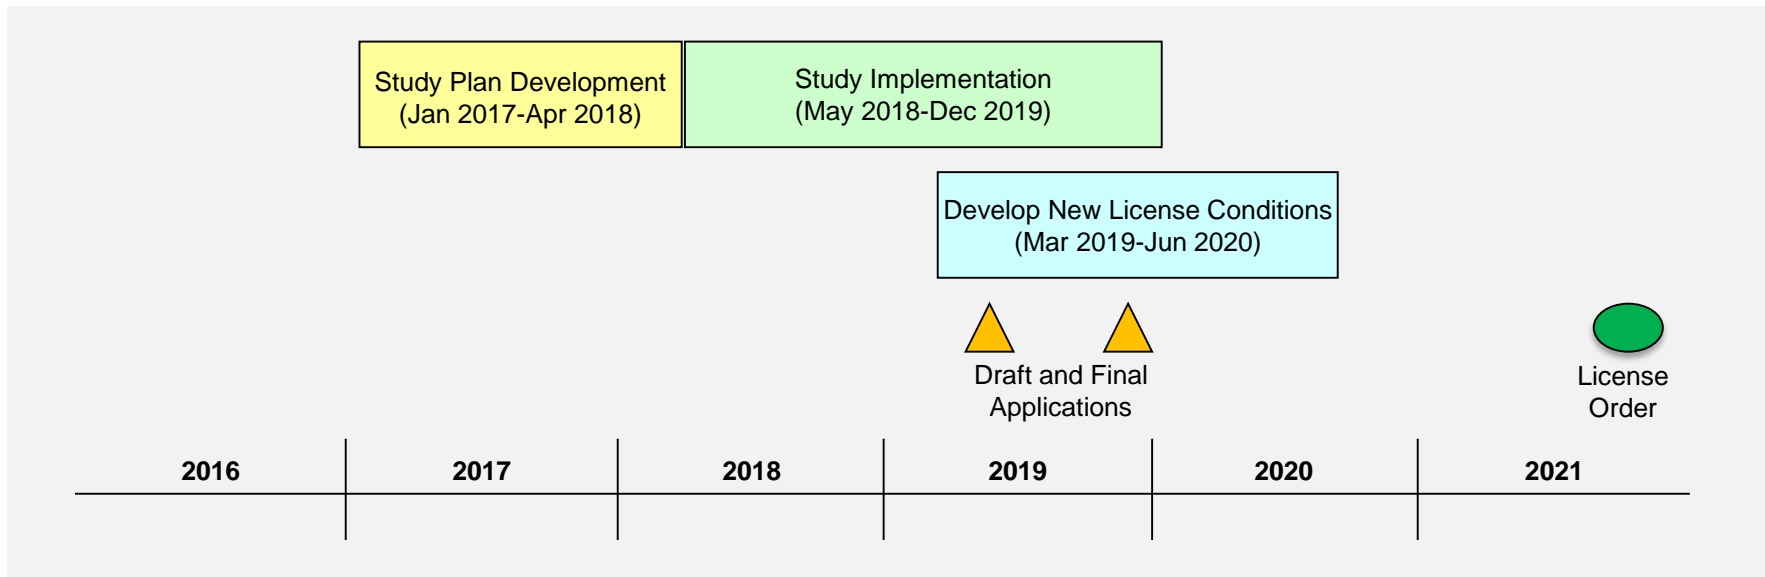 Study Plan Development
(Jan 2017-Apr 2018)
Study Implementation
(May 2018-Dec 2019)
Develop New License Conditions
(Mar 2019-Jun 2020)
Draft and Final
Applications
License
Order
2016
2017
2018
2019
2020
2021